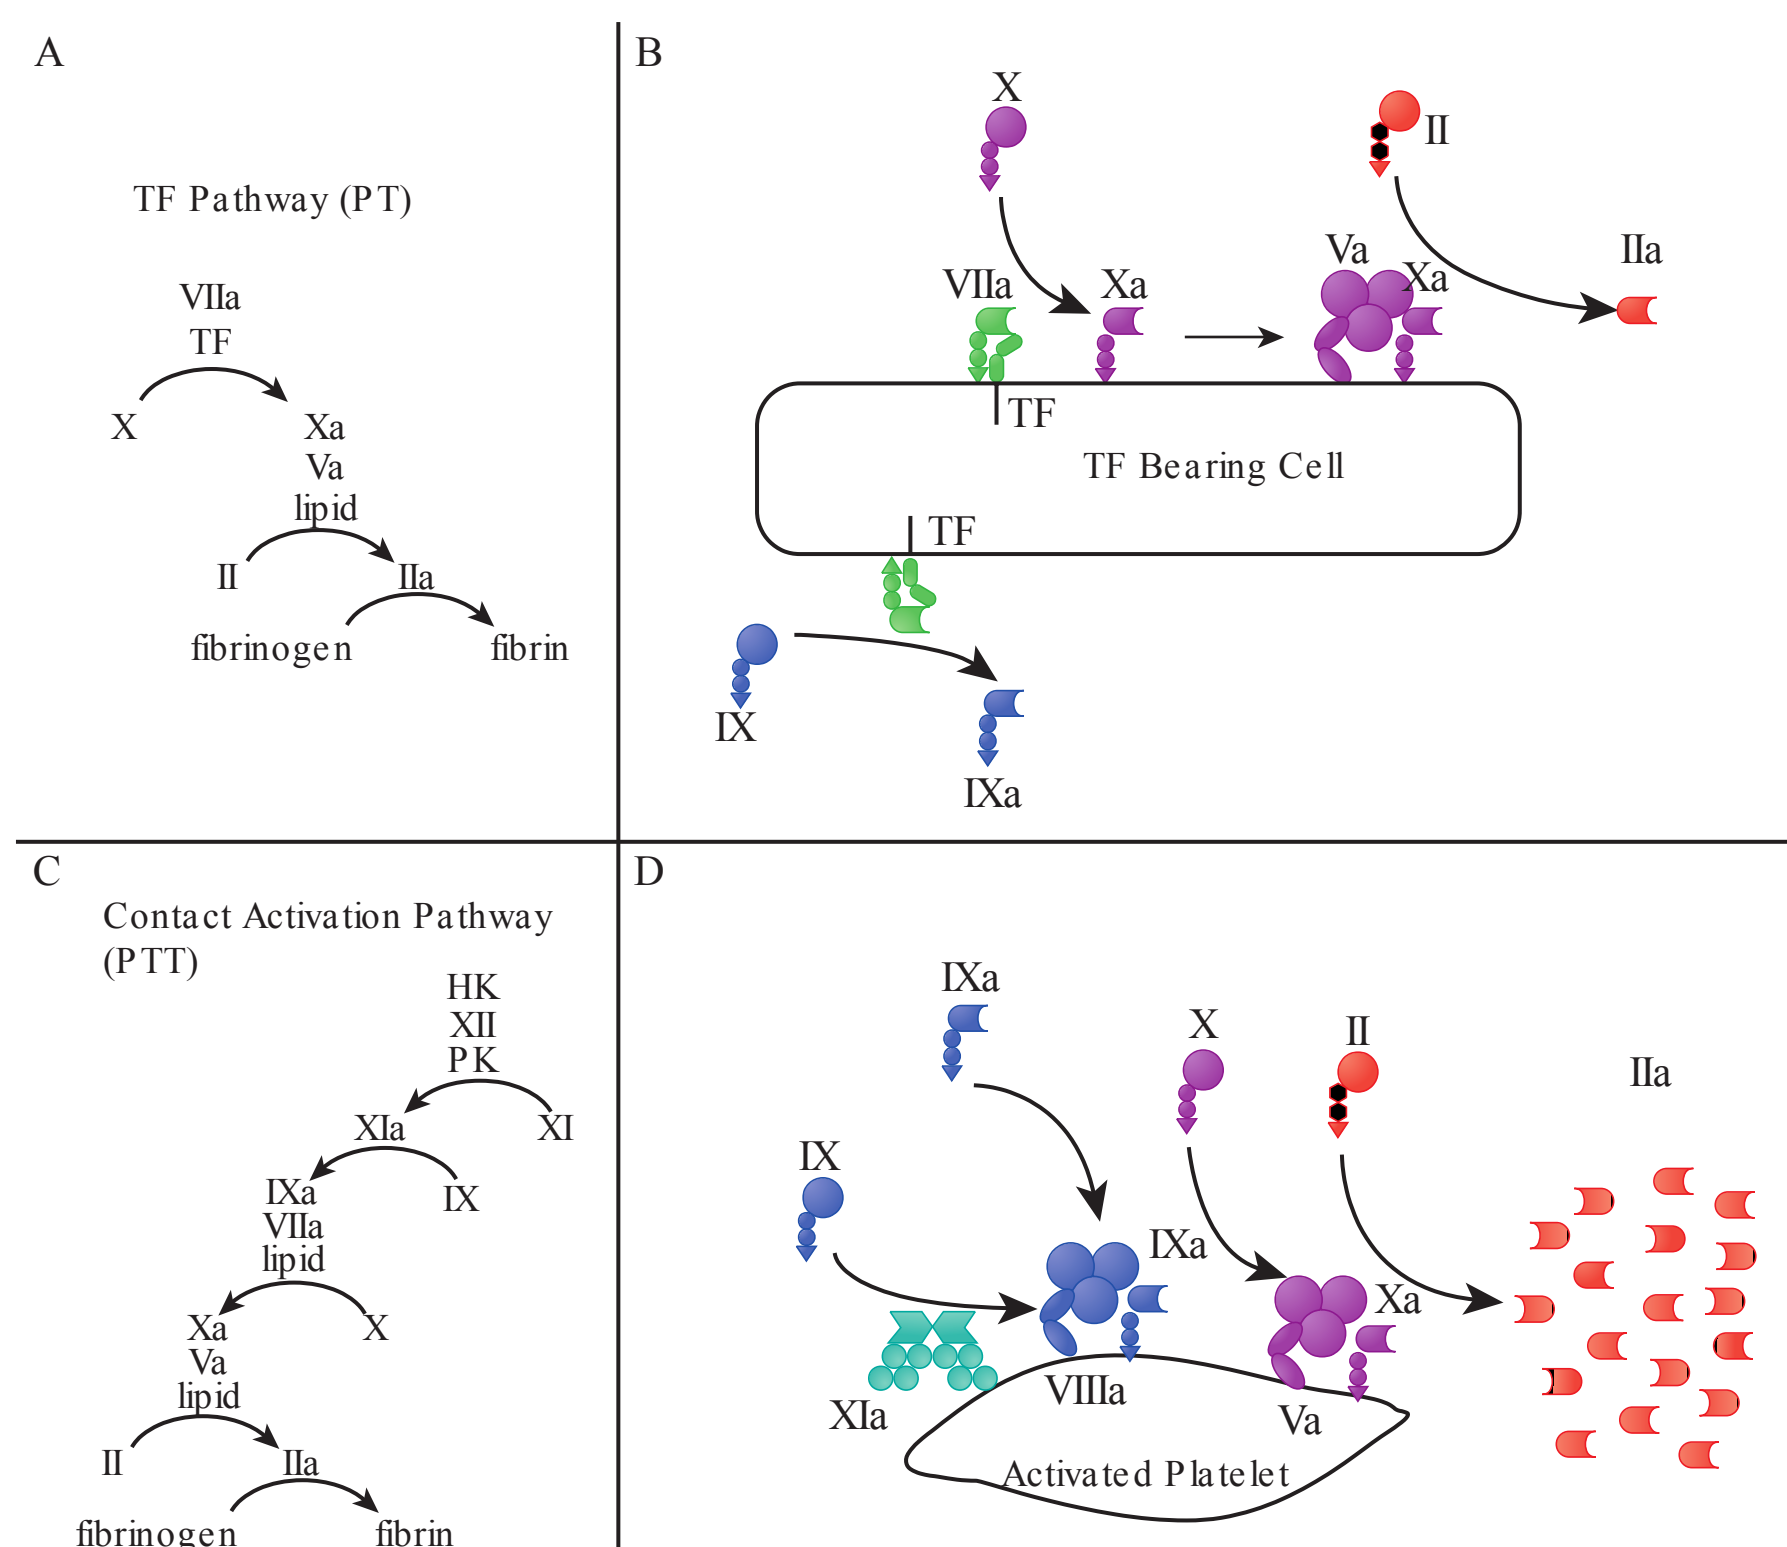 A
TF Pathway (PT)
VIIa
TF
X
Xa
Va
lipid
II
IIa
fibrinogen
fibrin
B
X
II
VIIa
Xa
Va
Xa
IIa
TF
TF Bearing Cell
TF
IX
IXa
C
Contact Activation Pathway
(PTT)
HK
XII
PK
XIa
XI
IXa
IX
VIIa
lipid
Xa
X
Va
lipid
II
IIa
fibrinogen
fibrin
D
IXa
X
II
IIa
IX
IXa
Xa
VIIIa
XIa
Va
Activated Platelet